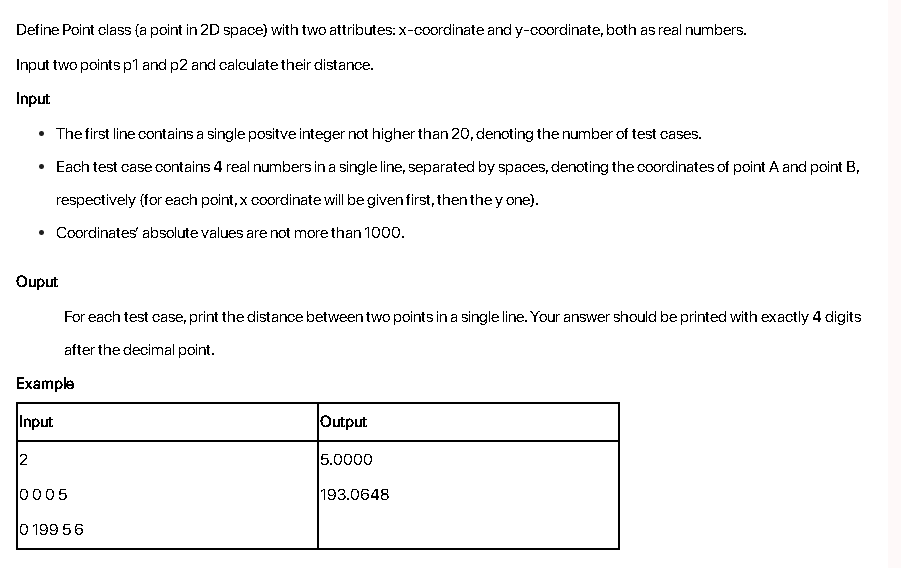 Define Point class (a point in 2D space) with two attributes: x-coordinate and y-coordinate, both as real numbers.
Input two points p1 and p2 and calculate their distance.
Input
• The first line contains a single positve integer not higher than 20, denoting the number of test cases.
• Each test case contains 4 real numbers in a single line, separated by spaces, denoting the coordinates of point A and point B,
respectively (for each point, x coordinate will be given first, then the y one).
• Coordinates' absolute values are not more than 1000.
Ouput
For each test case, print the distance between two points in a single line. Your answer should be printed with exactly 4 digits
after the decimal point.
Example
Input Output
2 5.0000
0 0 0 5 193.0648
0 199 5 6